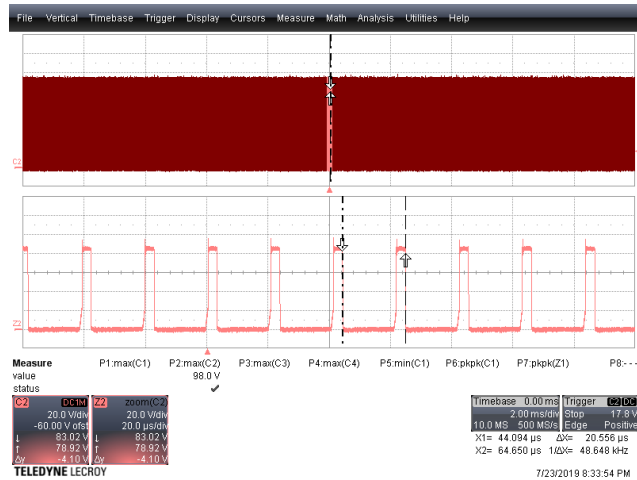 File Vertical Timebase Trigger Display Cursors Measure Math Analysis Utilities Help
C2
Z2
Measure P1:max(C1) P2:max(C2) P3:max(C3) P4:max(C4) P5:min(C1) P6:pkpk(C1) P7:pkpk(Z1) P8:- - -
value 98.0 V
status
C2 DC1M
20.0 V/div
-60.00 V ofst
↓ 83.02 V
↑ 78.92 V
Δy -4.10 V
Z2 zoom(C2)
20.0 V/div
20.0 µs/div
↓ 83.02 V
↑ 78.92 V
Δy -4.10 V
Timebase 0.00 ms
2.00 ms/div
10.0 MS 500 MS/s
Trigger C2 DC
Stop 17.8 V
Edge Positive
X1= 44.094 µs ΔX= 20.556 µs
X2= 64.650 µs 1/ΔX= 48.648 kHz
TELEDYNE LECROY
7/23/2019 8:33:54 PM